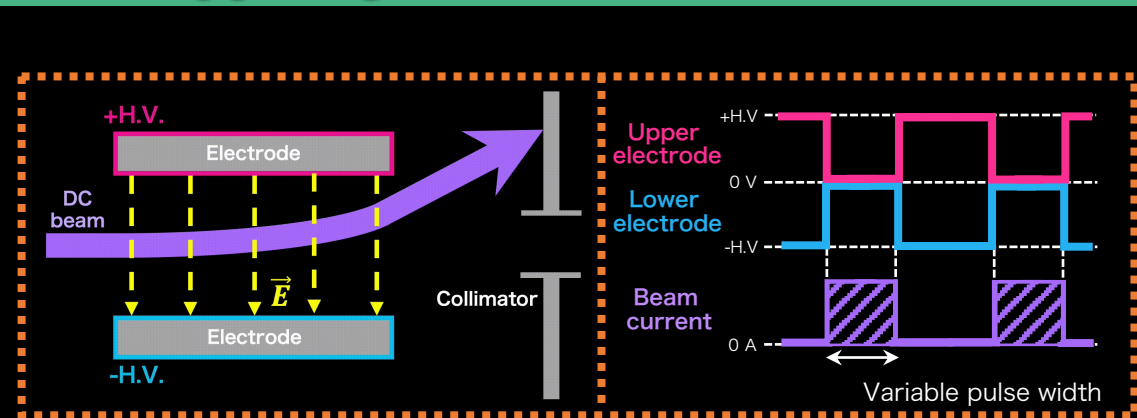 +H.V.
Electrode
DC
beam
E
Electrode
-H.V.
Collimator
Upper
electrode
Lower
electrode
Beam
current
+H.V
0 V
-H.V
0 A
Variable pulse width